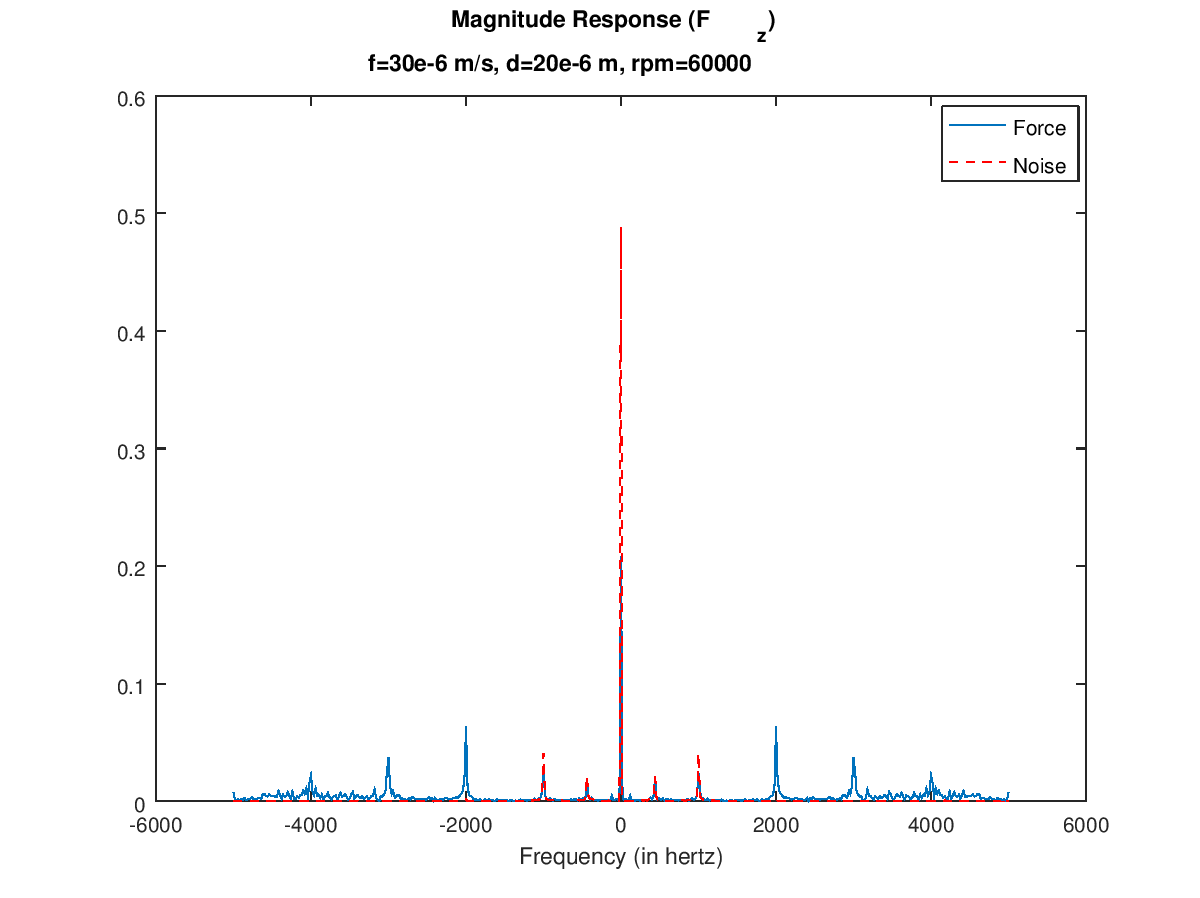 Magnitude Response (F z)
f=30e-6 m/s, d=20e-6 m, rpm=60000
Force
Noise
0.6
0.5
0.4
0.3
0.2
0.1
0
-6000 -4000 -2000 0 2000 4000 6000
Frequency (in hertz)